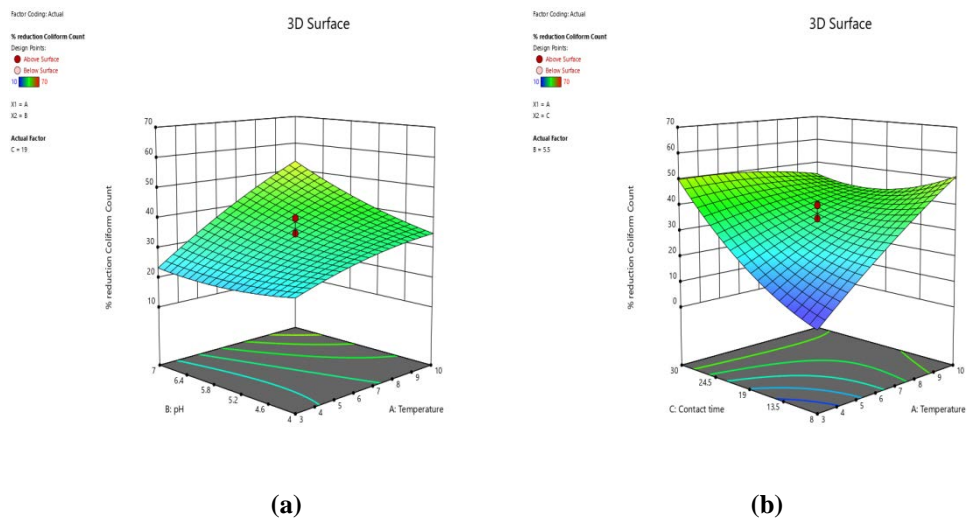 Factor Coding: Actual
3D Surface
% reduction Coliform Count
Design Points:
Above Surface
Below Surface
10 70
X1 = A
X2 = B
Actual Factor
C = 19
% reduction Coliform Count
70
60
50
40
30
20
10
7
6.4
5.8
5.2
4.6
4
3
4
5
6
7
8
9
10
B: pH
A: Temperature
(a)
Factor Coding: Actual
3D Surface
% reduction Coliform Count
Design Points:
Above Surface
Below Surface
10 70
X1 = A
X2 = C
Actual Factor
B = 5.5
% reduction Coliform Count
70
60
50
40
30
20
10
0
30
24.5
19
13.5
8
3
4
5
6
7
8
9
10
C: Contact time
A: Temperature
(b)